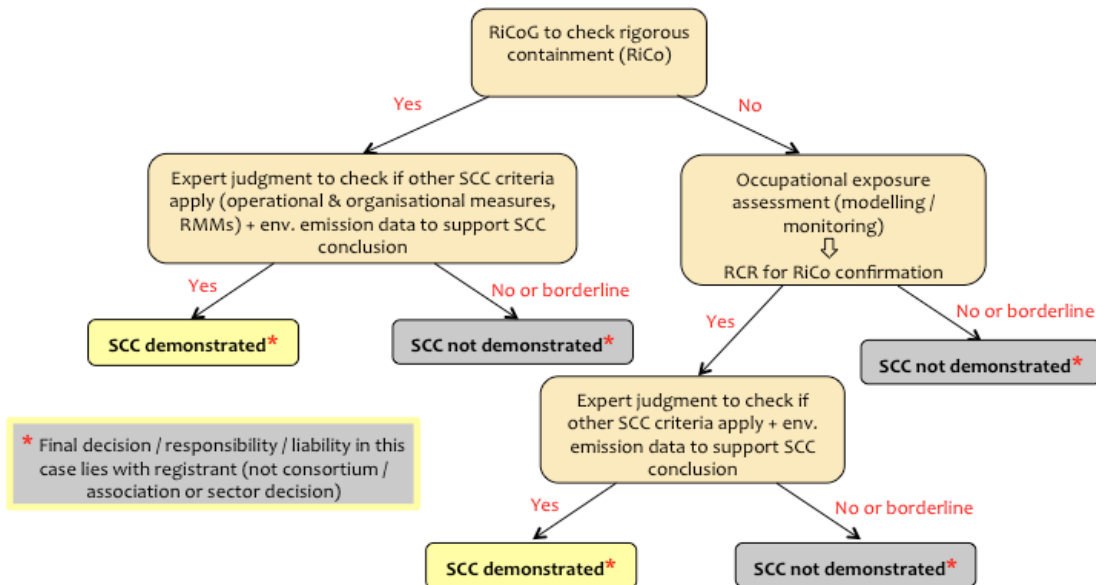 RiCoG to check rigorous
containment (RiCo)
Yes
No
Expert judgment to check if other SCC criteria
apply (operational & organisational measures,
RMMs) + env. emission data to support SCC
conclusion
Occupational exposure
assessment (modelling /
monitoring)
RCR for RiCo confirmation
Yes
No or borderline
SCC demonstrated*
SCC not demonstrated*
Yes
No or borderline
SCC not demonstrated*
Expert judgment to check if
other SCC criteria apply + env.
emission data to support SCC
conclusion
* Final decision / responsibility / liability in this
case lies with registrant (not consortium /
association or sector decision)
Yes
No or borderline
SCC demonstrated*
SCC not demonstrated*